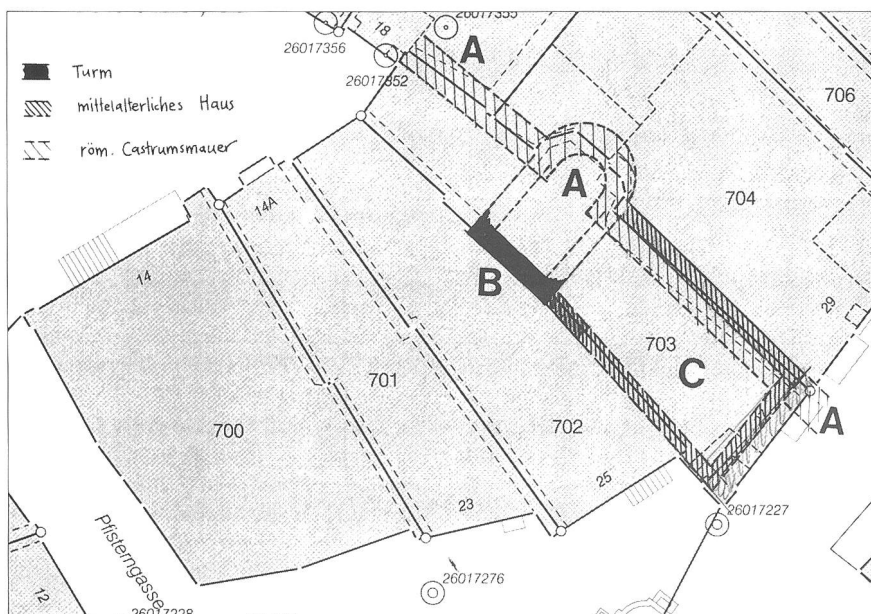 26017355
18
26017356
A
26017352
Turm
mittelalterliches Haus
röm. Castrumsmauer
706
A
704
14A
14
B
29
703
C
701
700
702
A
25
23
26017227
Pfisterngasse
26017276
12
26017228